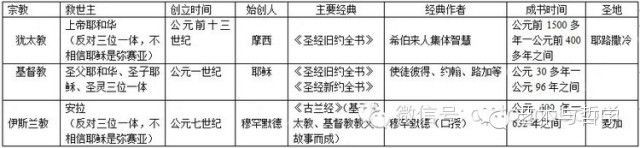 宗教 救世主 创立时间 始创人 主要经典 经典作者 成书时间 圣地
犹太教
上帝耶和华
(反对三位一体，不
相信耶稣是弥赛亚)
公元前十三
世纪
摩西
《圣经旧约全书》
希伯来人集体智慧
公元前 1500 多
年一公元前 400
多年之间
耶路撒冷
基督教
圣父耶和华、圣子耶
稣、圣灵三位一体
公元一世纪
耶稣
《圣经旧约全书》
《圣经新约全书》
使徒彼得、约翰、路加等
公元 30 多年一
公元 96 年之间
伊斯兰教
安拉
(反对三位一体，不
相信耶稣是弥赛亚)
公元七世纪
穆罕默德
《古兰经》(基
太教、基督教教
故事而成)
穆罕默德（口授）
公元 609 年一
632 年之间
麦加
微信号:
与哲学